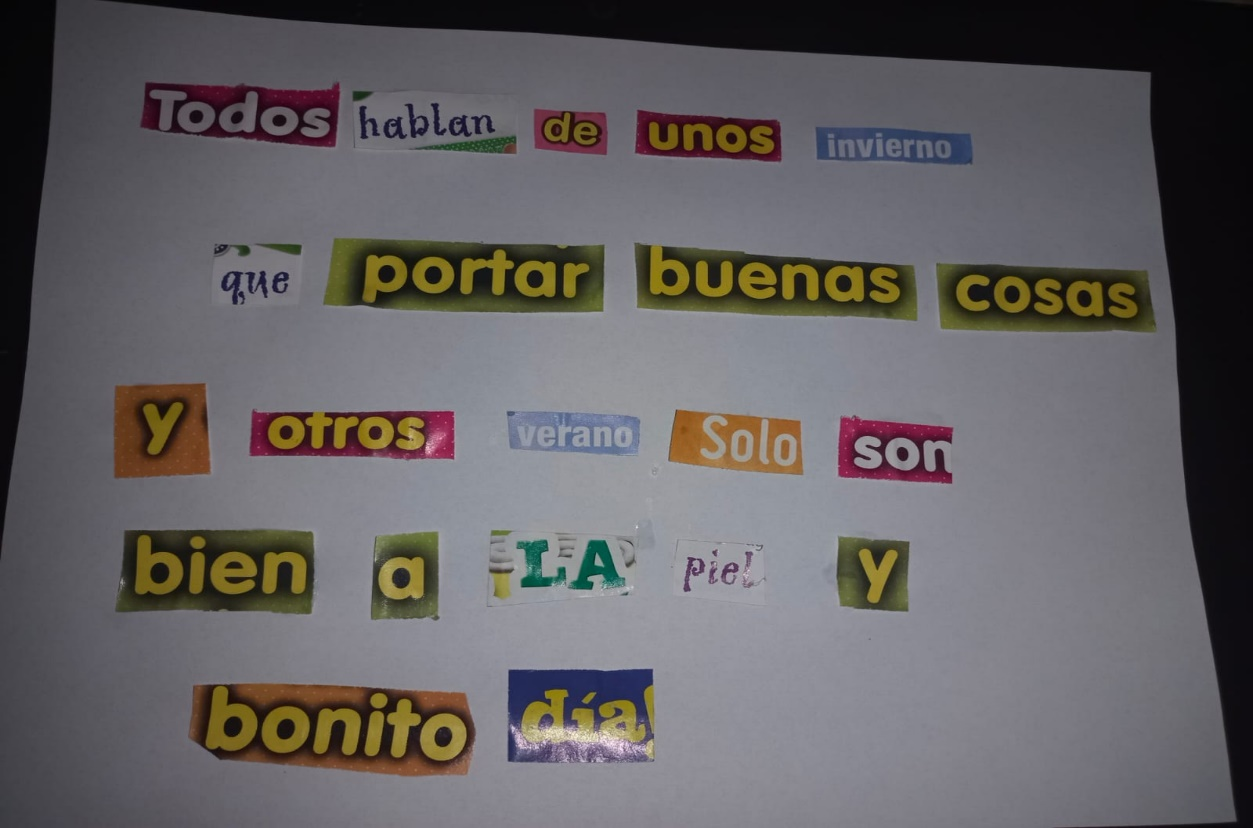 Todos hablan de unos invierno
que portar buenas cosas
y otros verano Solo son
bien a LA piel y
bonito día!